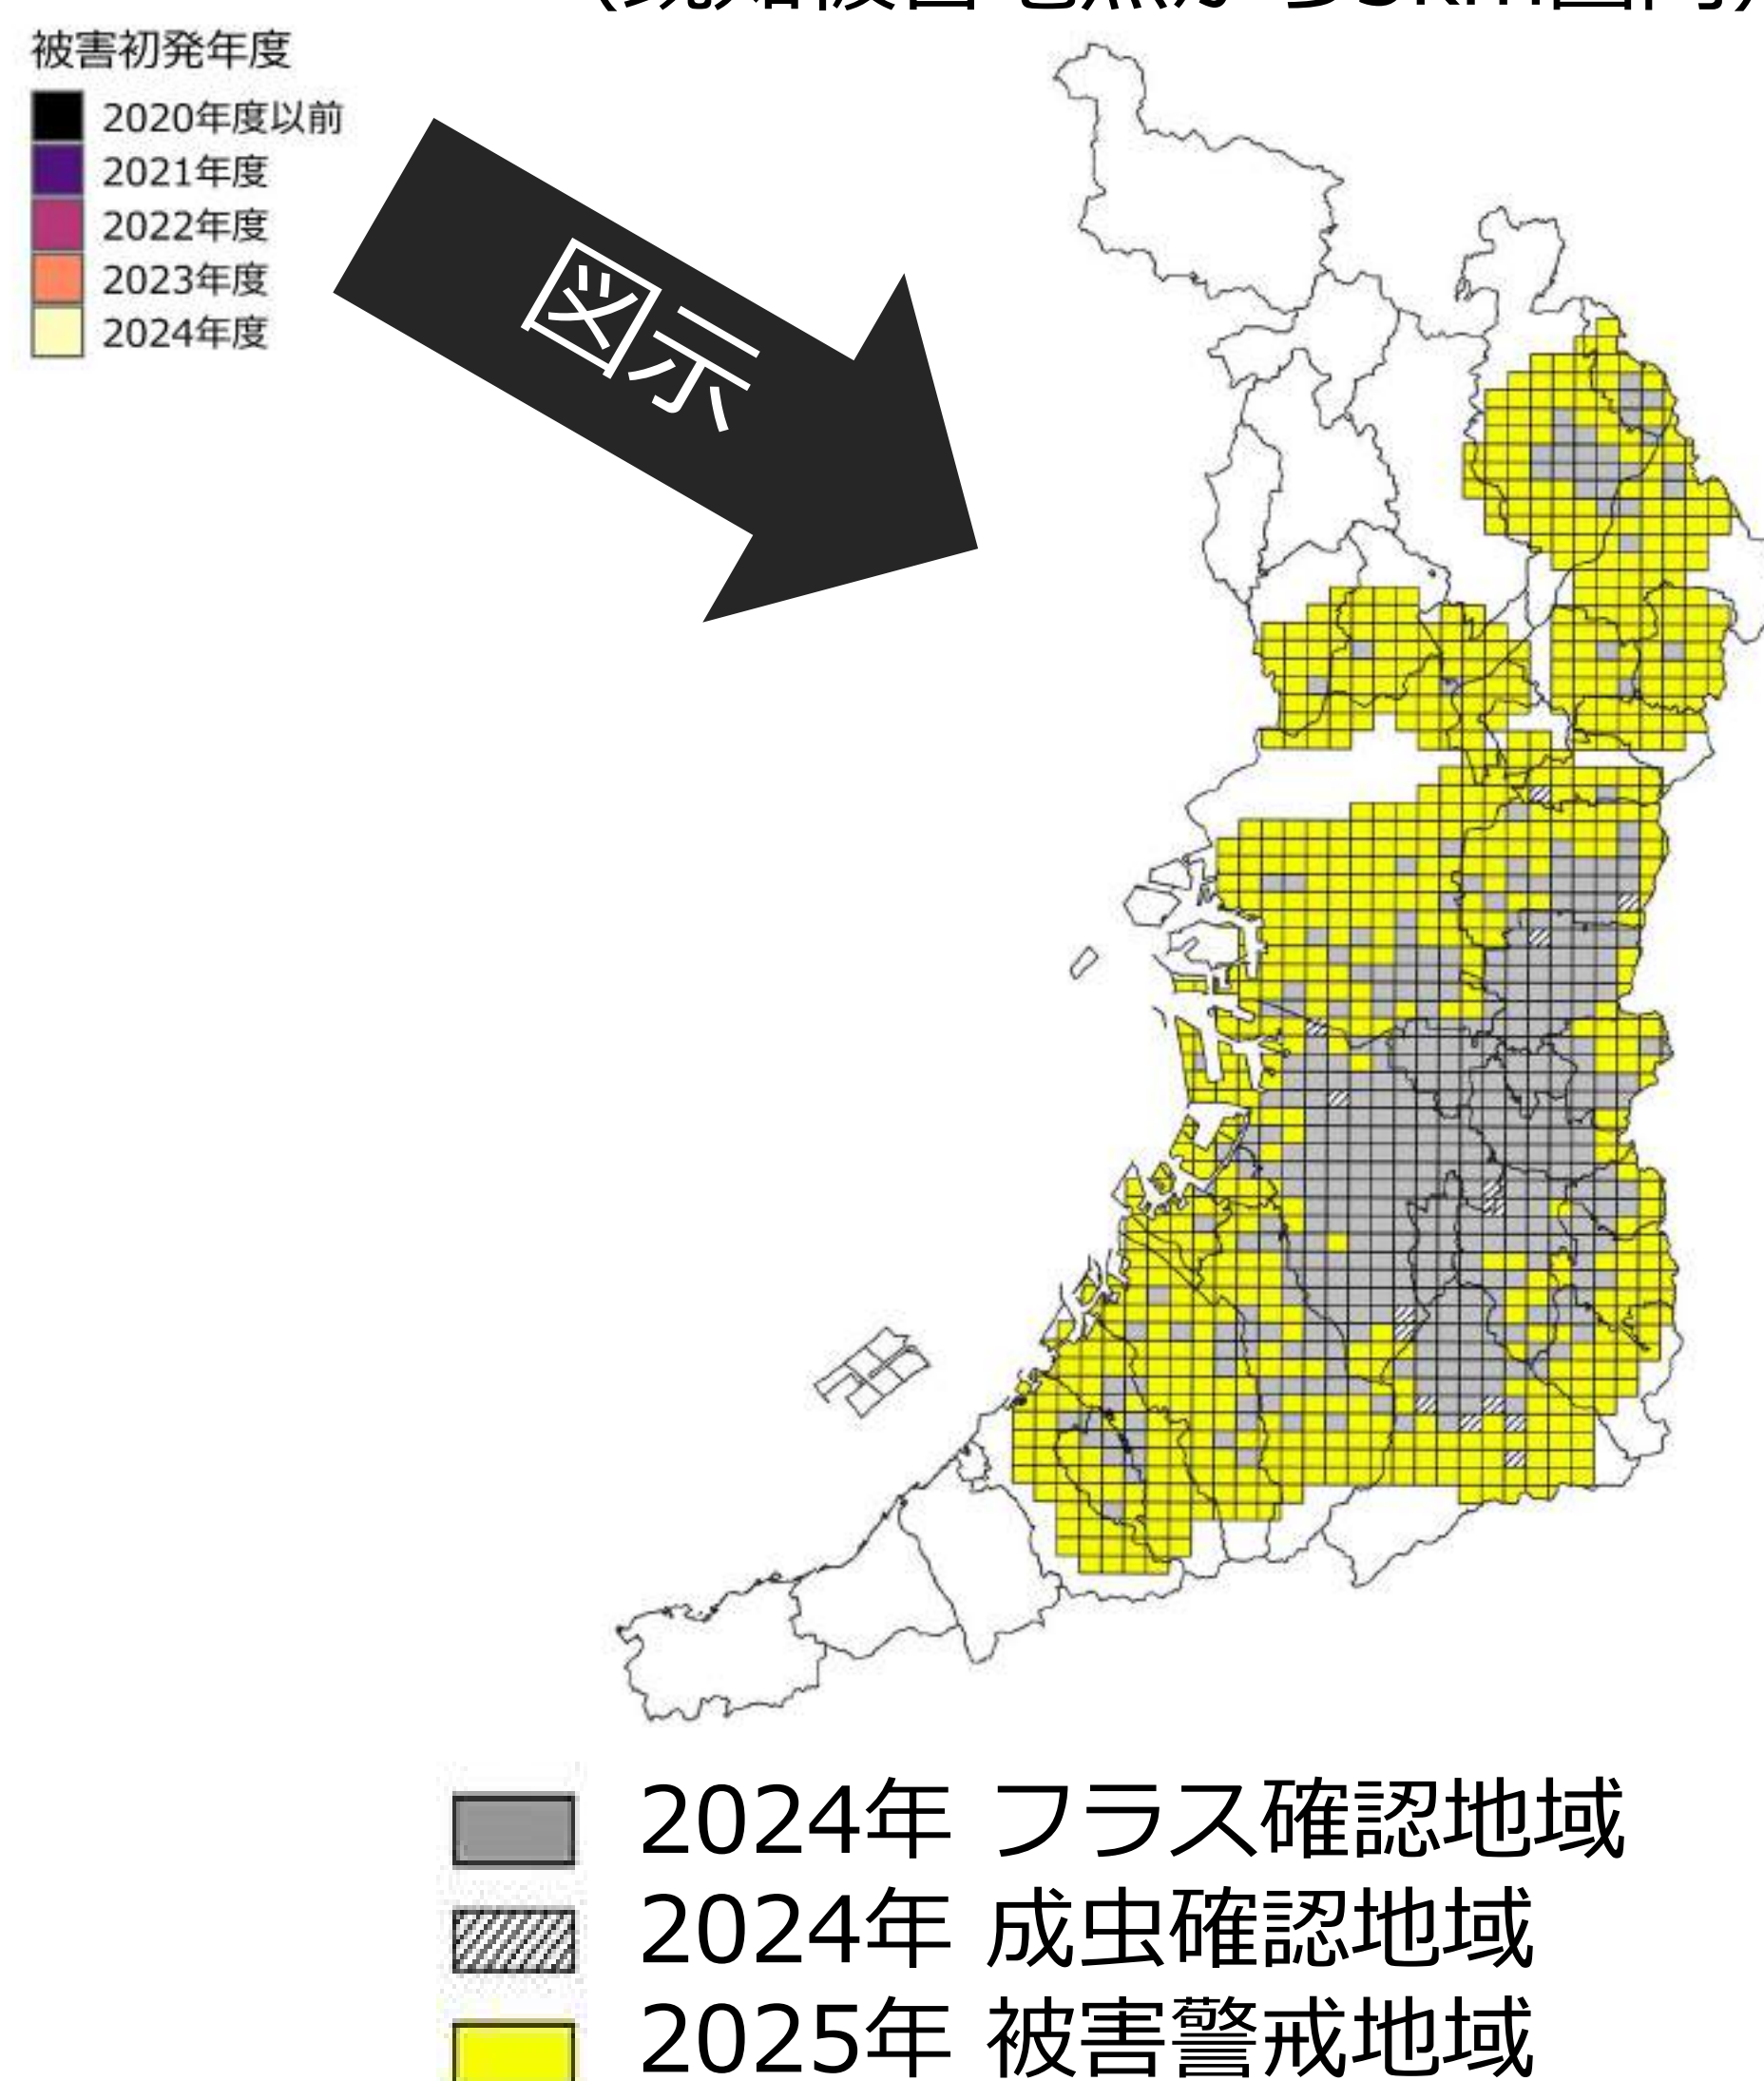 被害初発年度
2020年度以前
2021年度
2022年度
2023年度
2024年度
図示
2024年 フラス確認地域
2024年 成虫確認地域
2025年 被害警戒地域